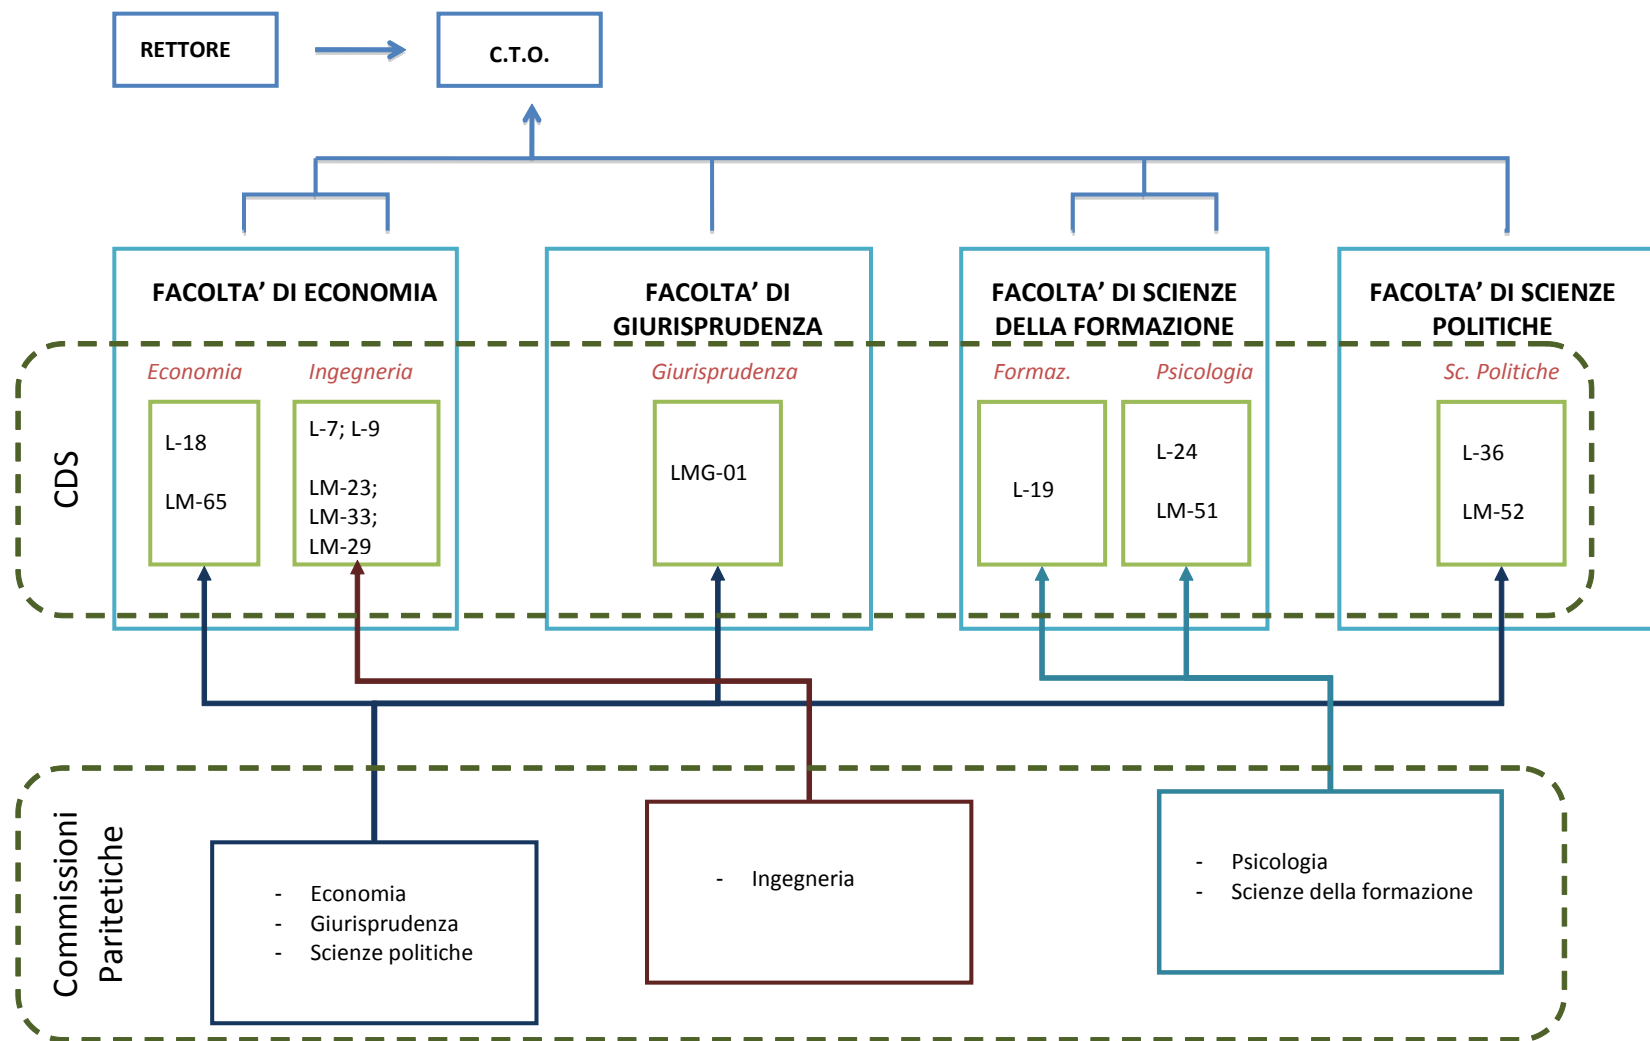 RETTORE
C.T.O.
FACOLTA’ DI ECONOMIA
FACOLTA’ DI
GIURISPRUDENZA
FACOLTA’ DI SCIENZE
DELLA FORMAZIONE
FACOLTA’ DI SCIENZE
POLITICHE
CDS
Economia
Ingegneria
Giurisprudenza
Formaz.
Psicologia
Sc. Politiche
L-18
LM-65
L-7; L-9
LM-23;
LM-33;
LM-29
LMG-01
L-19
L-24
LM-51
L-36
LM-52
Commissioni
Paritetiche
- Economia
- Giurisprudenza
- Scienze politiche
- Ingegneria
- Psicologia
- Scienze della formazione